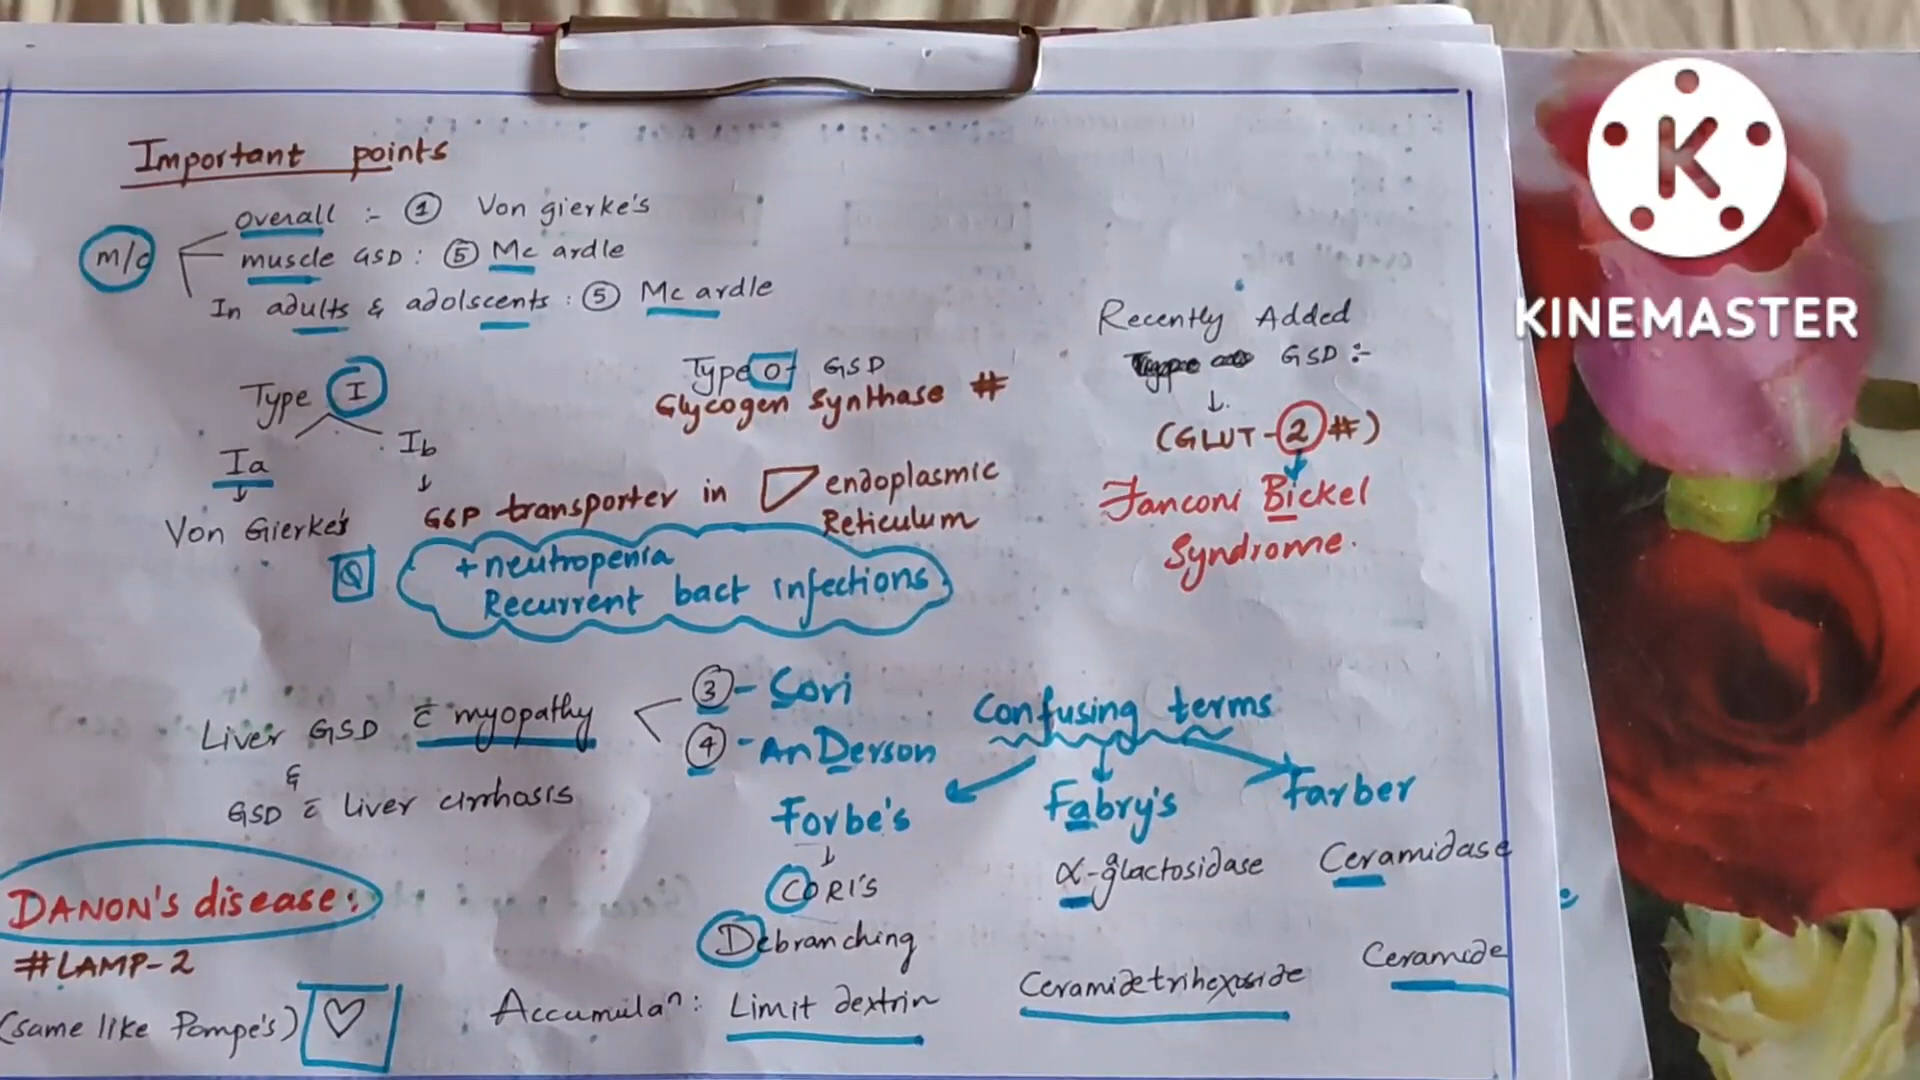 Important points
m/c
Overall :- ① Von gierke's
muscle GSD : ⑤ Mc ardle
In adults & adolscents : ⑤ Mc ardle
Type I
Ia
Ib
↓
Von Gierke's
↓
G6P transporter in endoplasmic
Reticulum
Q
+ neutropenia
Recurrent bact infections
Type 0 - GSD
Glycogen Synthase #
Recently Added
GSD :-
↓
(GLUT-2 #)
↓
Fanconi Bickel
Syndrome.
Liver GSD c̄ myopathy
&
GSD c̄ liver cirrhosis
③ - Cori
④ - AnDerson
Confusing terms
Forbe's
↓
CORI'S
Debranching
Fabry's
α-galactosidase
Farber
Ceramidase
Accumulaⁿ : Limit dextrin
Ceramidetrihexoside
Ceramide
DANON's disease :
#LAMP-2
(same like Pompe's) ♡
K
KINEMASTER